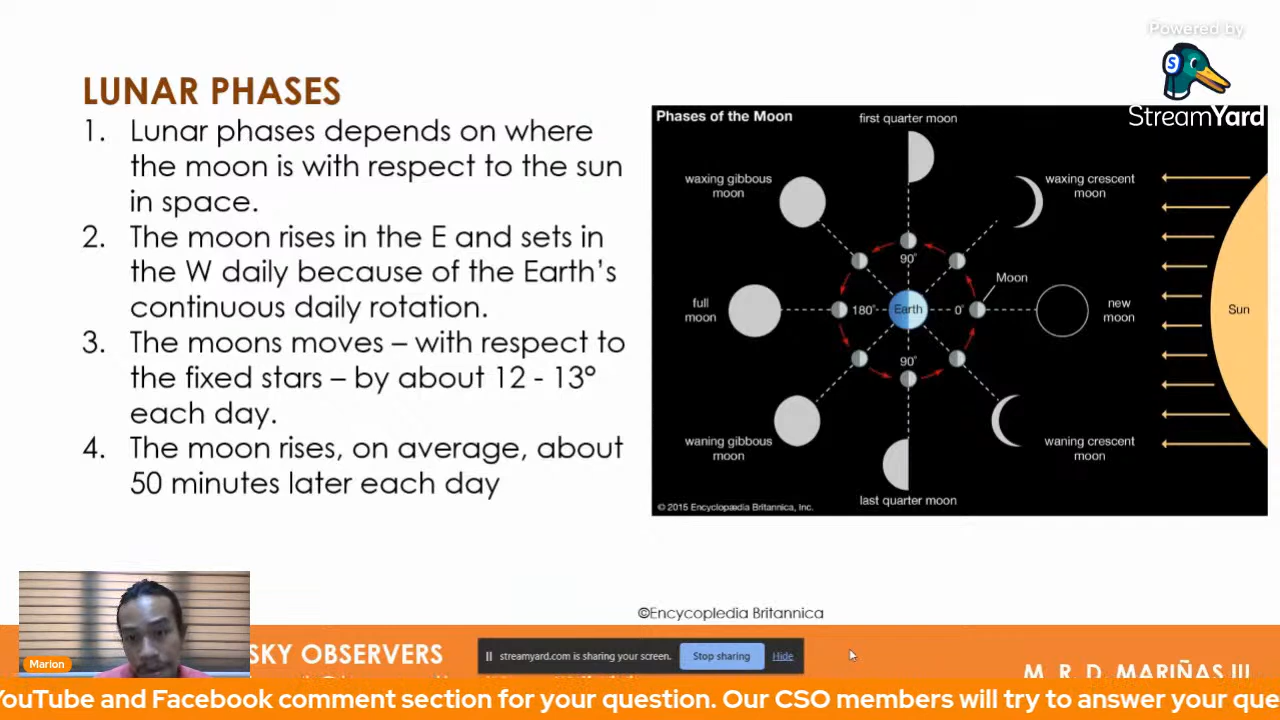 Powered by
StreamYard
LUNAR PHASES
1. Lunar phases depends on where
the moon is with respect to the sun
in space.
2. The moon rises in the E and sets in
the W daily because of the Earth's
continuous daily rotation.
3. The moons moves – with respect to
the fixed stars – by about 12 - 13°
each day.
4. The moon rises, on average, about
50 minutes later each day
Phases of the Moon
first quarter moon
waxing gibbous
moon
waxing crescent
moon
90°
Moon
full
moon
180°
Earth
0°
new
moon
Sun
90°
waning gibbous
moon
waning crescent
moon
last quarter moon
© 2015 Encyclopædia Britannica, Inc.
©Encycopledia Britannica
Marion
SKY OBSERVERS
streamyard.com is sharing your screen.
Stop sharing
Hide
M. R. D. MARIÑAS III
YouTube and Facebook comment section for your question. Our CSO members will try to answer your que